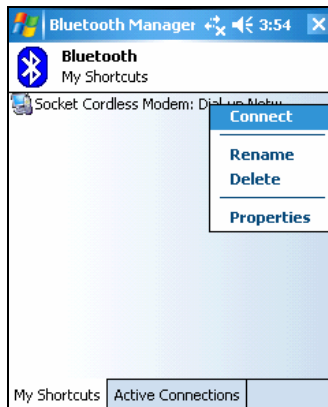 Bluetooth Manager 3:54
Bluetooth
My Shortcuts
Socket Cordless Modem: Dial-up Netw
Connect
Rename
Delete
Properties
My Shortcuts Active Connections